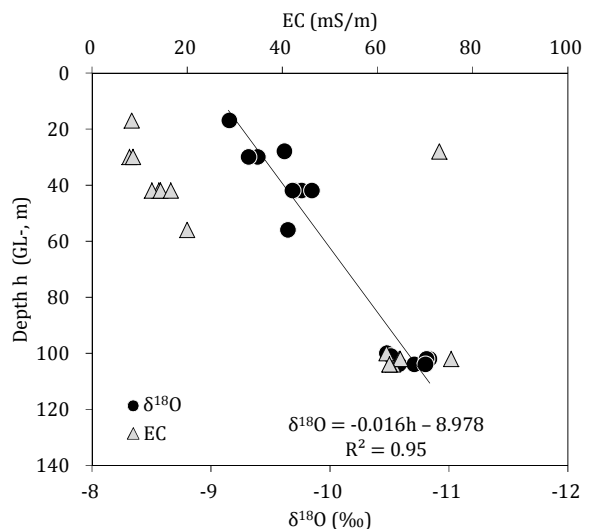 EC (mS/m)
0 20 40 60 80 100
0
20
40
60
80
100
120
140
Depth h (GL-, m)
δ¹⁸O
EC
δ¹⁸O = -0.016h – 8.978
R² = 0.95
-8 -9 -10 -11 -12
δ¹⁸O (‰)